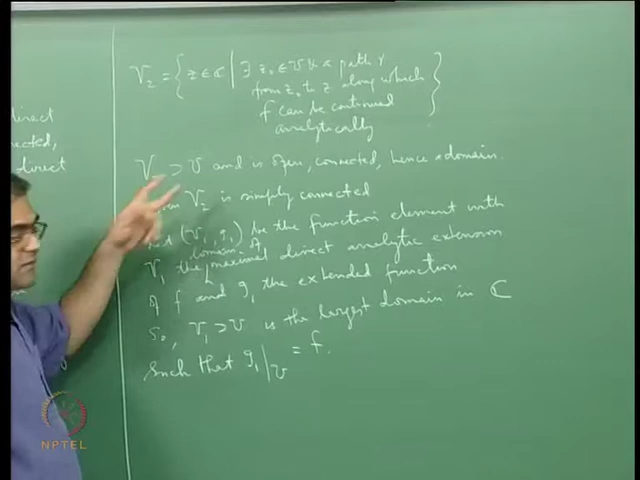 irect
cted,
direct
V₂ = { z ∈ ℂ | ∃ z₀ ∈ U & a path γ
from z₀ to z along which
f can be continued
analytically }
V₂ ⊃ U and is open, connected, hence a domain.
V₂ is simply connected
(V₁, g₁) be the function element with
domain of
V₁ the maximal direct analytic extension
of f and g₁ the extended function
So, V₁ ⊃ U is the largest domain in ℂ
such that g₁|U = f.
NPTEL